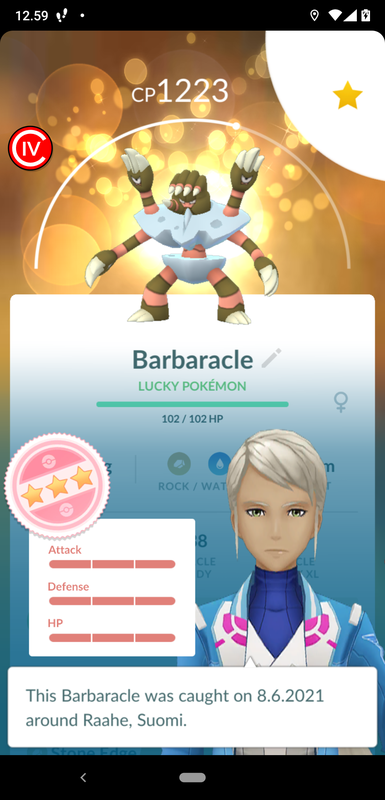 12.59
CP1223
IV
Barbaracle
LUCKY POKÉMON
102 / 102 HP
ROCK / WAT
Attack
Defense
HP
This Barbaracle was caught on 8.6.2021
around Raahe, Suomi.
Stone Edge